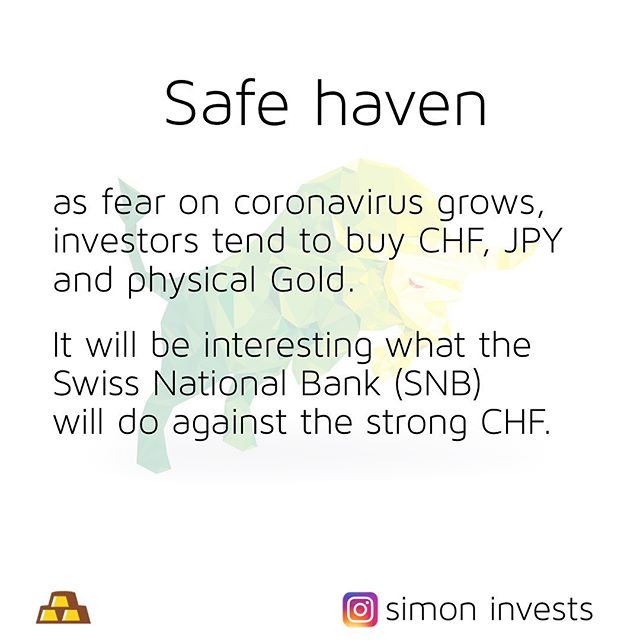 Safe haven
as fear on coronavirus grows,
investors tend to buy CHF, JPY
and physical Gold.
It will be interesting what the
Swiss National Bank (SNB)
will do against the strong CHF.
simon invests